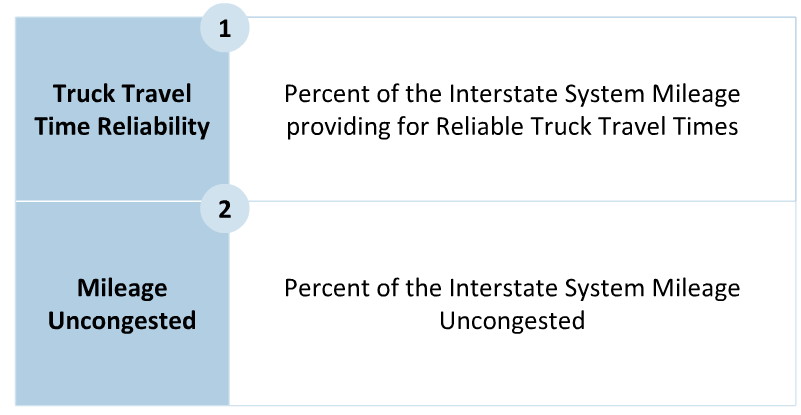 1
Truck Travel
Time Reliability
Percent of the Interstate System Mileage
providing for Reliable Truck Travel Times
2
Mileage
Uncongested
Percent of the Interstate System Mileage
Uncongested